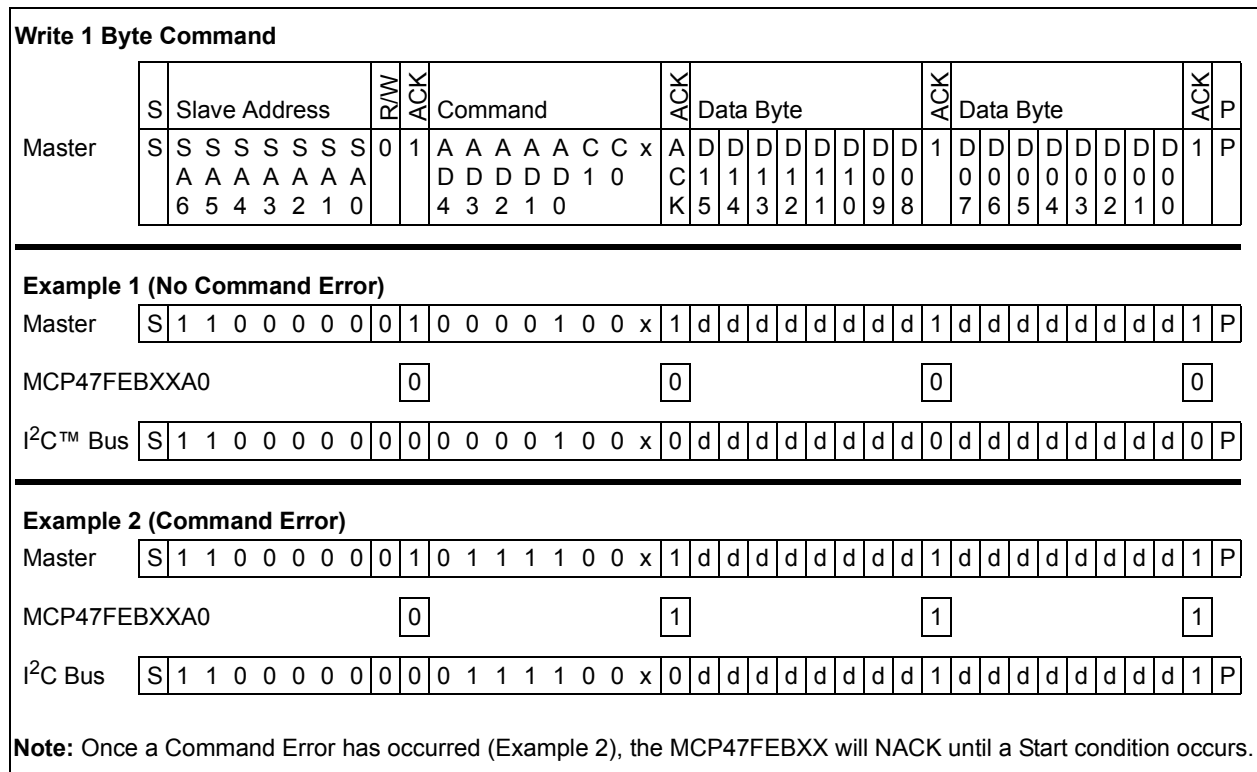 Write 1 Byte Command
S Slave Address R/W ACK Command ACK Data Byte ACK Data Byte ACK P
Master S S S S S S S S 0 1 A A A A A C C x A D D D D D D D D 1 D D D D D D D D 1 P
A A A A A A A D D D D D 1 0 C 1 1 1 1 1 1 0 0 0 0 0 0 0 0 0 0
6 5 4 3 2 1 0 4 3 2 1 0 K 5 4 3 2 1 0 9 8 7 6 5 4 3 2 1 0
Example 1 (No Command Error)
Master S 1 1 0 0 0 0 0 0 1 0 0 0 0 1 0 0 x 1 d d d d d d d d 1 d d d d d d d d 1 P
MCP47FEBXXA0 0 0 0 0
I²C™ Bus S 1 1 0 0 0 0 0 0 0 0 0 0 0 1 0 0 x 0 d d d d d d d d 0 d d d d d d d d 0 P
Example 2 (Command Error)
Master S 1 1 0 0 0 0 0 0 1 0 1 1 1 1 0 0 x 1 d d d d d d d d 1 d d d d d d d d 1 P
MCP47FEBXXA0 0 1 1 1
I²C Bus S 1 1 0 0 0 0 0 0 0 0 1 1 1 1 0 0 x 0 d d d d d d d d 1 d d d d d d d d 1 P
Note: Once a Command Error has occurred (Example 2), the MCP47FEBXX will NACK until a Start condition occurs.